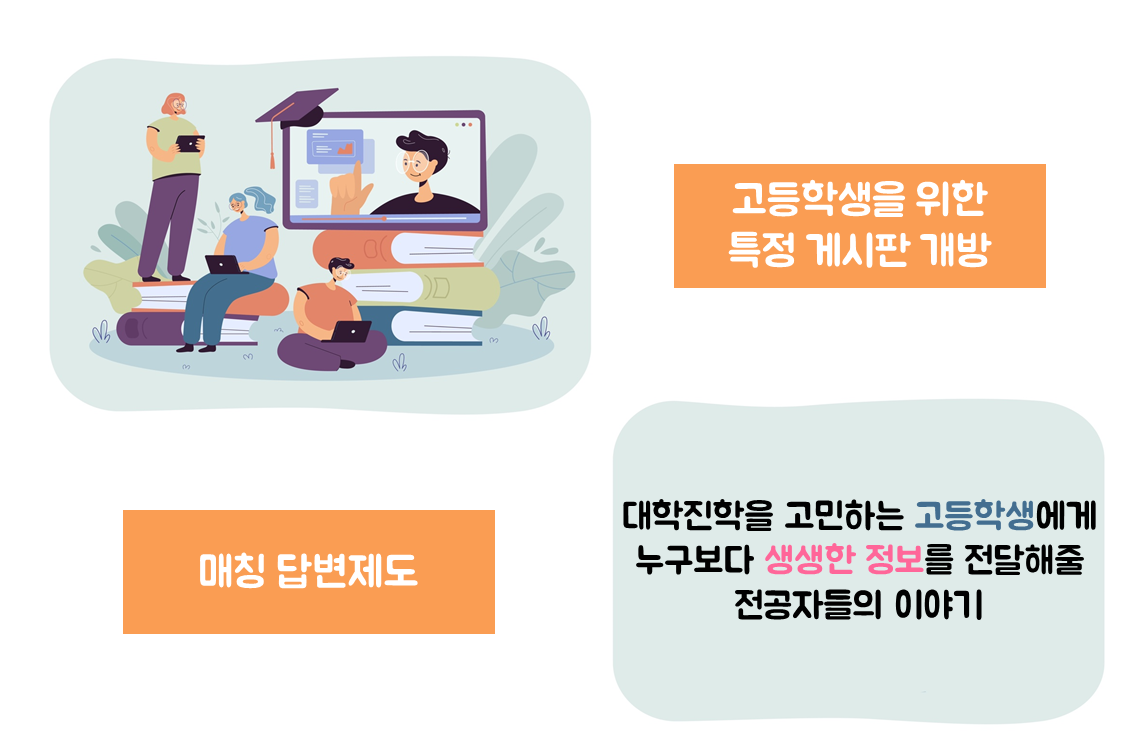 고등학생을 위한
특정 게시판 개방
매칭 답변제도
대학진학을 고민하는 고등학생에게
누구보다 생생한 정보를 전달해줄
전공자들의 이야기